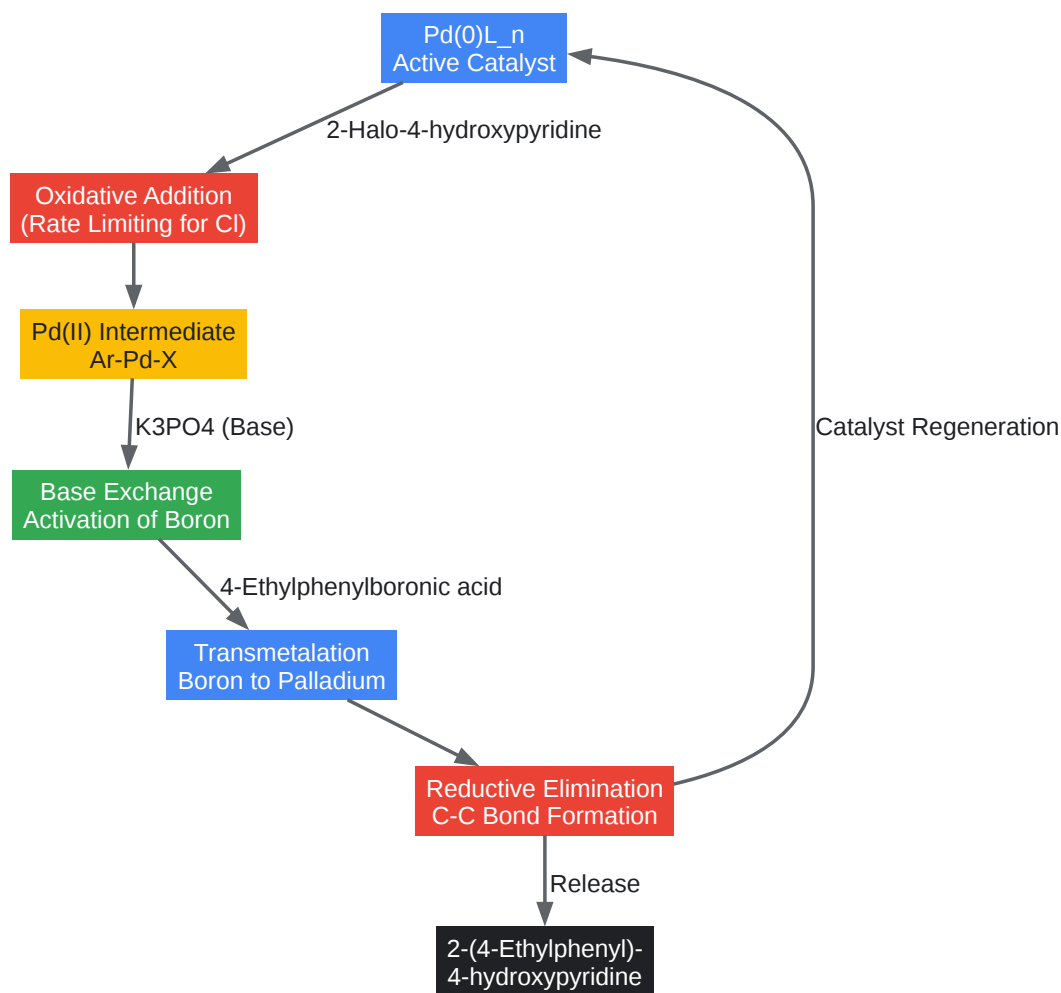 Pd(0)L_n
Active Catalyst
2-Halo-4-hydroxypyridine
Oxidative Addition
(Rate Limiting for Cl)
Pd(II) Intermediate
Ar-Pd-X
K3PO4 (Base)
Catalyst Regeneration
Base Exchange
Activation of Boron
4-Ethylphenylboronic acid
Transmetalation
Boron to Palladium
Reductive Elimination
C-C Bond Formation
Release
2-(4-Ethylphenyl)-
4-hydroxypyridine